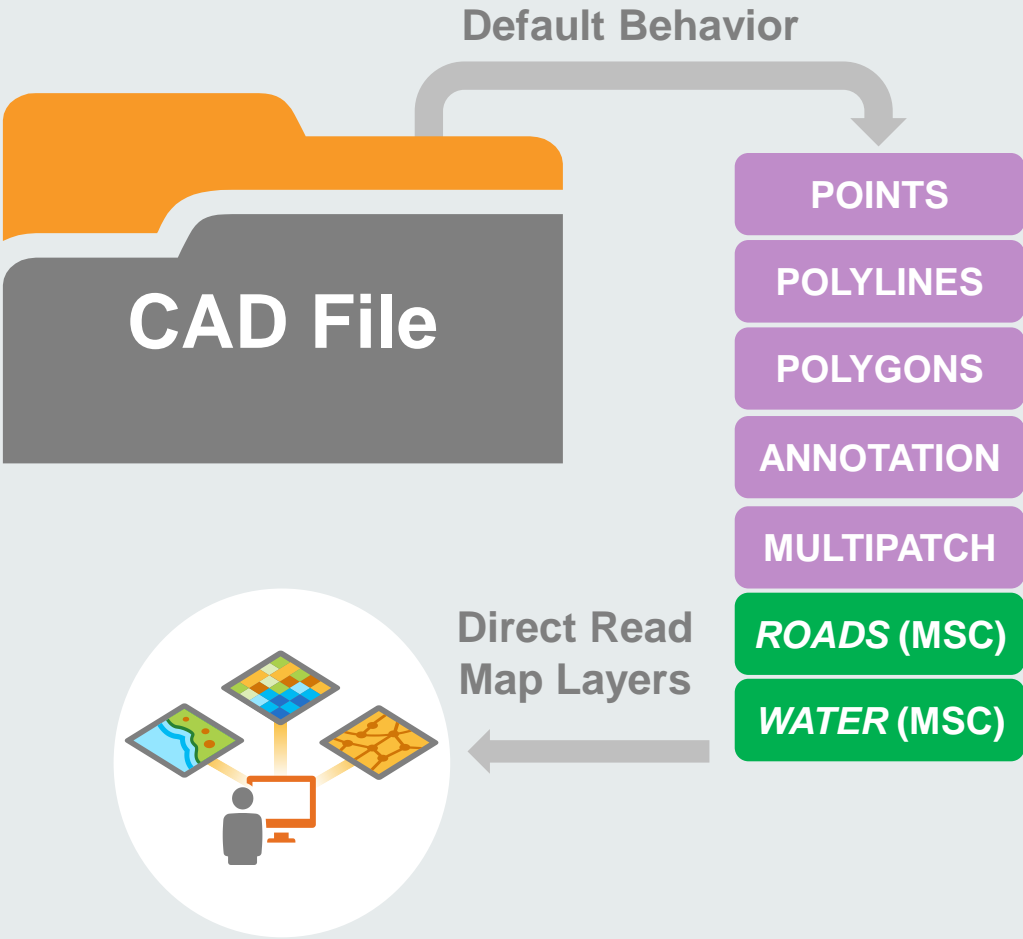 Default Behavior
CAD File
POINTS
POLYLINES
POLYGONS
ANNOTATION
MULTIPATCH
ROADS (MSC)
WATER (MSC)
Direct Read
Map Layers